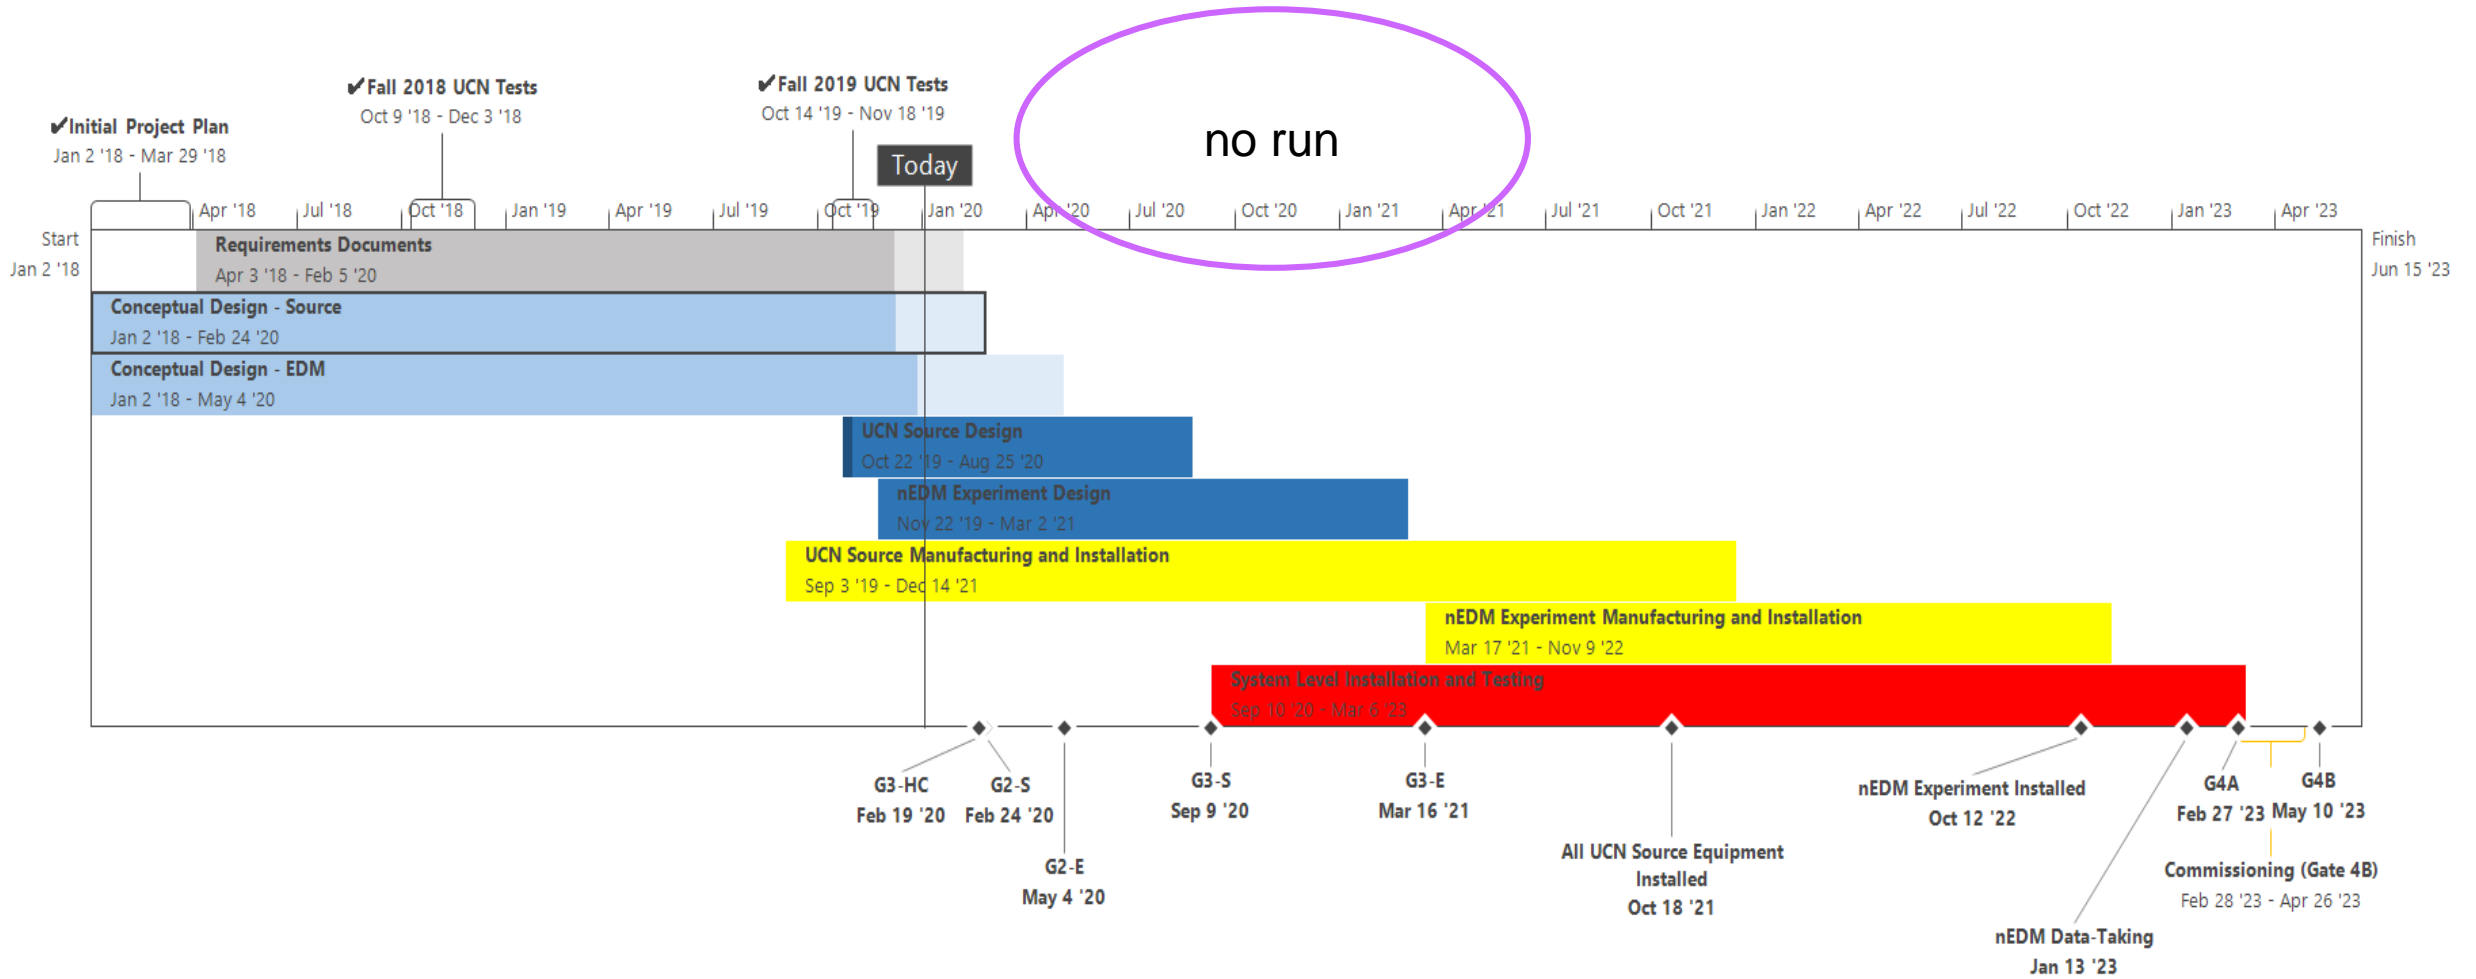 no run
✔Fall 2018 UCN Tests
Oct 9 '18 - Dec 3 '18
✔Fall 2019 UCN Tests
Oct 14 '19 - Nov 18 '19
✔Initial Project Plan
Jan 2 '18 - Mar 29 '18
Today
Apr '18 Jul '18 Oct '18 Jan '19 Apr '19 Jul '19 Oct '19 Jan '20 Apr '20 Jul '20 Oct '20 Jan '21 Apr '21 Jul '21 Oct '21 Jan '22 Apr '22 Jul '22 Oct '22 Jan '23 Apr '23
Start
Jan 2 '18
Finish
Jun 15 '23
Requirements Documents
Apr 3 '18 - Feb 5 '20
Conceptual Design - Source
Jan 2 '18 - Feb 24 '20
Conceptual Design - EDM
Jan 2 '18 - May 4 '20
UCN Source Design
Oct 22 '19 - Aug 25 '20
nEDM Experiment Design
Nov 22 '19 - Mar 2 '21
UCN Source Manufacturing and Installation
Sep 3 '19 - Dec 14 '21
nEDM Experiment Manufacturing and Installation
Mar 17 '21 - Nov 9 '22
System Level Installation and Testing
Sep 10 '20 - Mar 6 '23
G3-HC
Feb 19 '20
G2-S
Feb 24 '20
G2-E
May 4 '20
G3-S
Sep 9 '20
G3-E
Mar 16 '21
All UCN Source Equipment
Installed
Oct 18 '21
nEDM Experiment Installed
Oct 12 '22
nEDM Data-Taking
Jan 13 '23
G4A
Feb 27 '23
G4B
May 10 '23
Commissioning (Gate 4B)
Feb 28 '23 - Apr 26 '23